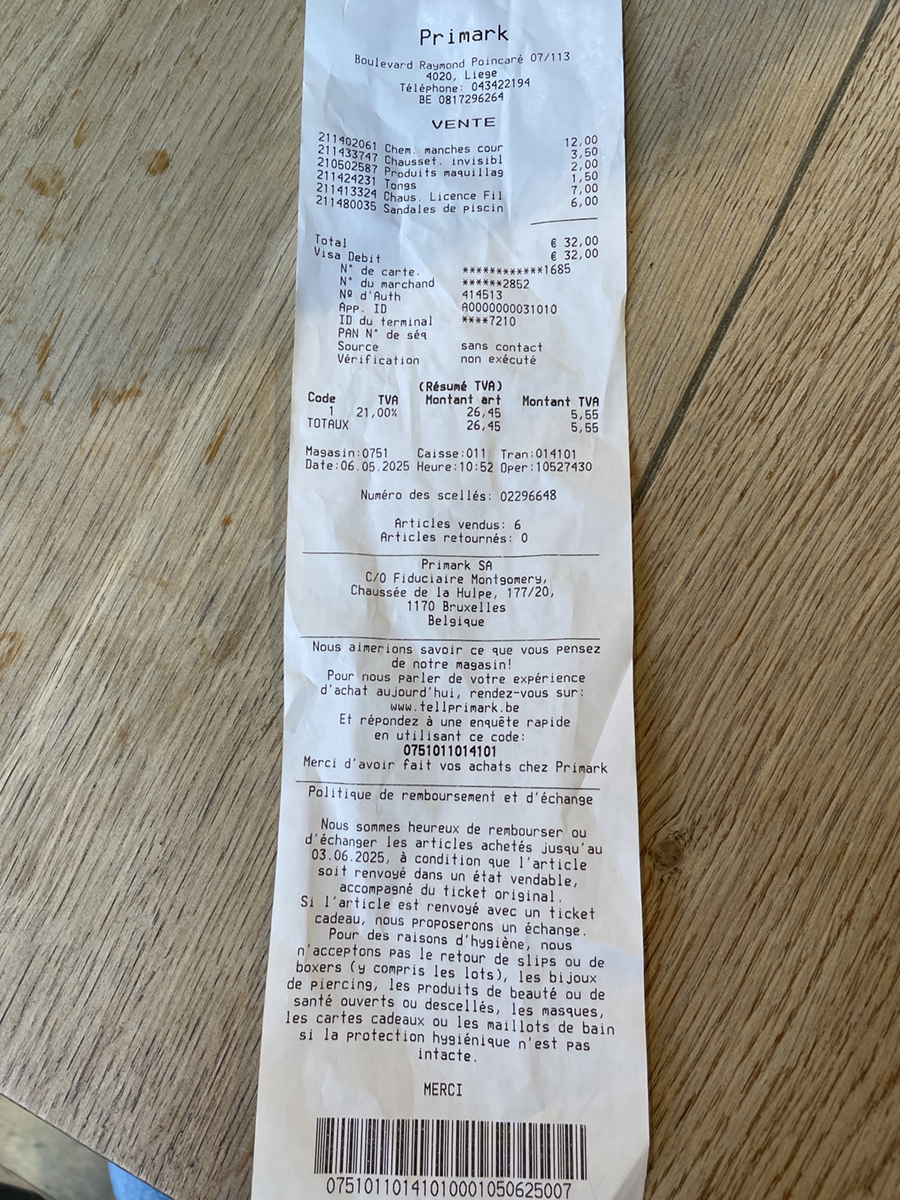 Primark
Boulevard Raymond Poincaré 07/113
4020, Liege
Téléphone: 043422194
BE 0817296264
VENTE
211402061 Chem. manches cour 12,00
211433747 Chausset. invisibl 3,50
210502587 Produits maquillag 2,00
211424231 Tongs 1,50
211413324 Chaus. Licence Fil 7,00
211480035 Sandales de piscin 6,00
Total € 32,00
Visa Debit € 32,00
N° de carte. ************1685
N° du marchand ******2852
Nº d'Auth 414513
App. ID A0000000031010
ID du terminal ****7210
PAN N° de séq
Source sans contact
Vérification non exécuté
(Résumé TVA)
Code TVA Montant art Montant TVA
1 21,00% 26,45 5,55
TOTAUX 26,45 5,55
Magasin:0751 Caisse:011 Tran:014101
Date:06.05.2025 Heure:10:52 Oper:10527430
Numéro des scellés: 02296648
Articles vendus: 6
Articles retournés: 0
Primark SA
C/O Fiduciaire Montgomery,
Chaussée de la Hulpe, 177/20,
1170 Bruxelles
Belgique
Nous aimerions savoir ce que vous pensez
de notre magasin!
Pour nous parler de votre expérience
d'achat aujourd'hui, rendez-vous sur:
www.tellprimark.be
Et répondez à une enquête rapide
en utilisant ce code:
0751011014101
Merci d'avoir fait vos achats chez Primark
Politique de remboursement et d'échange
Nous sommes heureux de rembourser ou
d'échanger les articles achetés jusqu'au
03.06.2025, à condition que l'article
soit renvoyé dans un état vendable,
accompagné du ticket original.
Si l'article est renvoyé avec un ticket
cadeau, nous proposerons un échange.
Pour des raisons d'hygiène, nous
n'acceptons pas le retour de slips ou de
boxers (y compris les lots), les bijoux
de piercing, les produits de beauté ou de
santé ouverts ou descellés, les masques,
les cartes cadeaux ou les maillots de bain
si la protection hygiénique n'est pas
intacte.
MERCI
07510110141010001050625007